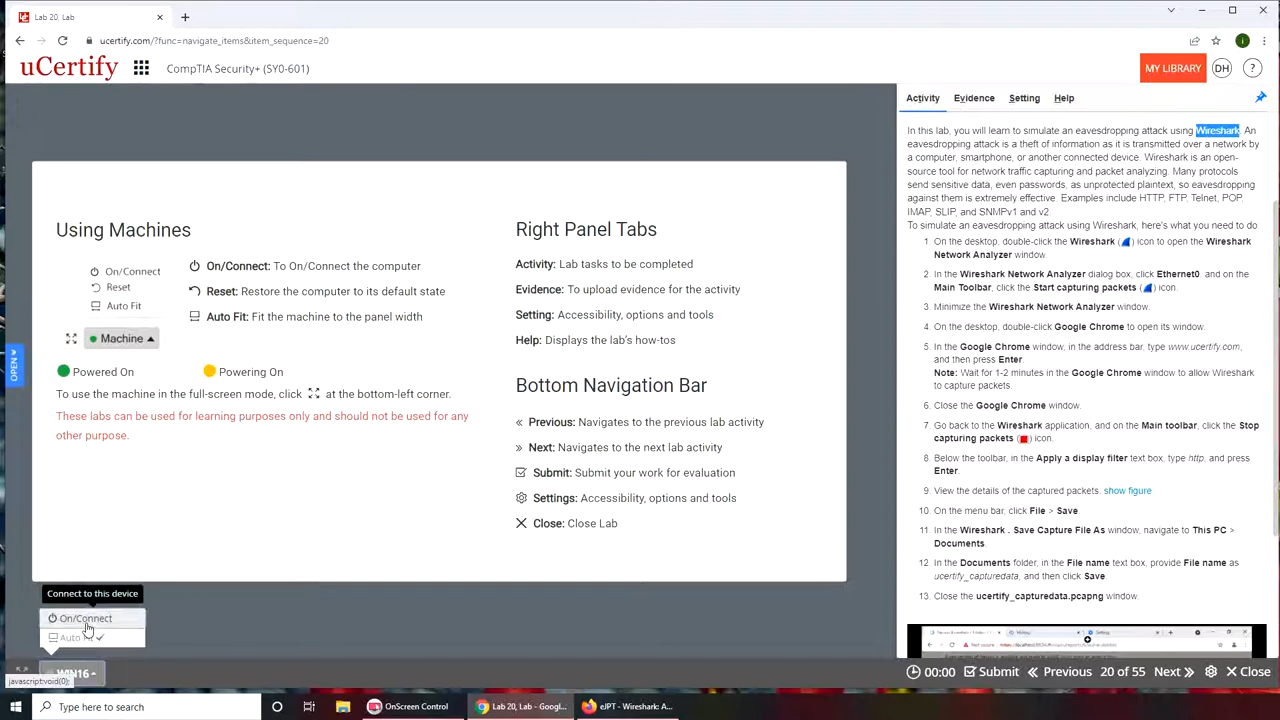 Lab 20, Lab
ucertify.com/?func=navigate_items&item_sequence=20
uCertify
CompTIA Security+ (SY0-601)
MY LIBRARY
DH
?
Activity
Evidence
Setting
Help
In this lab, you will learn to simulate an eavesdropping attack using Wireshark. An
eavesdropping attack is a theft of information as it is transmitted over a network by
a computer, smartphone, or another connected device. Wireshark is an open-
source tool for network traffic capturing and packet analyzing. Many protocols
send sensitive data, even passwords, as unprotected plaintext, so eavesdropping
against them is extremely effective. Examples include HTTP, FTP, Telnet, POP,
IMAP, SLIP, and SNMPv1 and v2.
To simulate an eavesdropping attack using Wireshark, here's what you need to do
1. On the desktop, double-click the Wireshark ( ) icon to open the Wireshark
Network Analyzer window.
2. In the Wireshark Network Analyzer dialog box, click Ethernet0 and on the
Main Toolbar, click the Start capturing packets ( ) icon.
3. Minimize the Wireshark Network Analyzer window.
4. On the desktop, double-click Google Chrome to open its window.
5. In the Google Chrome window, in the address bar, type www.ucertify.com,
and then press Enter.
Note: Wait for 1-2 minutes in the Google Chrome window to allow Wireshark
to capture packets.
6. Close the Google Chrome window.
7. Go back to the Wireshark application, and on the Main toolbar, click the Stop
capturing packets ( ) icon.
8. Below the toolbar, in the Apply a display filter text box, type http, and press
Enter.
9. View the details of the captured packets. show figure
10. On the menu bar, click File > Save.
11. In the Wireshark . Save Capture File As window, navigate to This PC >
Documents.
12. In the Documents folder, in the File name text box, provide File name as
ucertify_capturedata, and then click Save.
13. Close the ucertify_capturedata.pcapng window.
Using Machines
On/Connect
Reset
Auto Fit
Machine
On/Connect: To On/Connect the computer
Reset: Restore the computer to its default state
Auto Fit: Fit the machine to the panel width
Powered On
Powering On
To use the machine in the full-screen mode, click at the bottom-left corner.
These labs can be used for learning purposes only and should not be used for any
other purpose.
Right Panel Tabs
Activity: Lab tasks to be completed
Evidence: To upload evidence for the activity
Setting: Accessibility, options and tools
Help: Displays the lab's how-tos
Bottom Navigation Bar
« Previous: Navigates to the previous lab activity
» Next: Navigates to the next lab activity
Submit: Submit your work for evaluation
Settings: Accessibility, options and tools
Close: Close Lab
OPEN
Connect to this device
On/Connect
Auto
WIN16
javascript:void(0);
00:00
Submit
« Previous
20 of 55
Next »
Close
Type here to search
OnScreen Control
Lab 20, Lab - Googl...
eJPT - Wireshark: A...